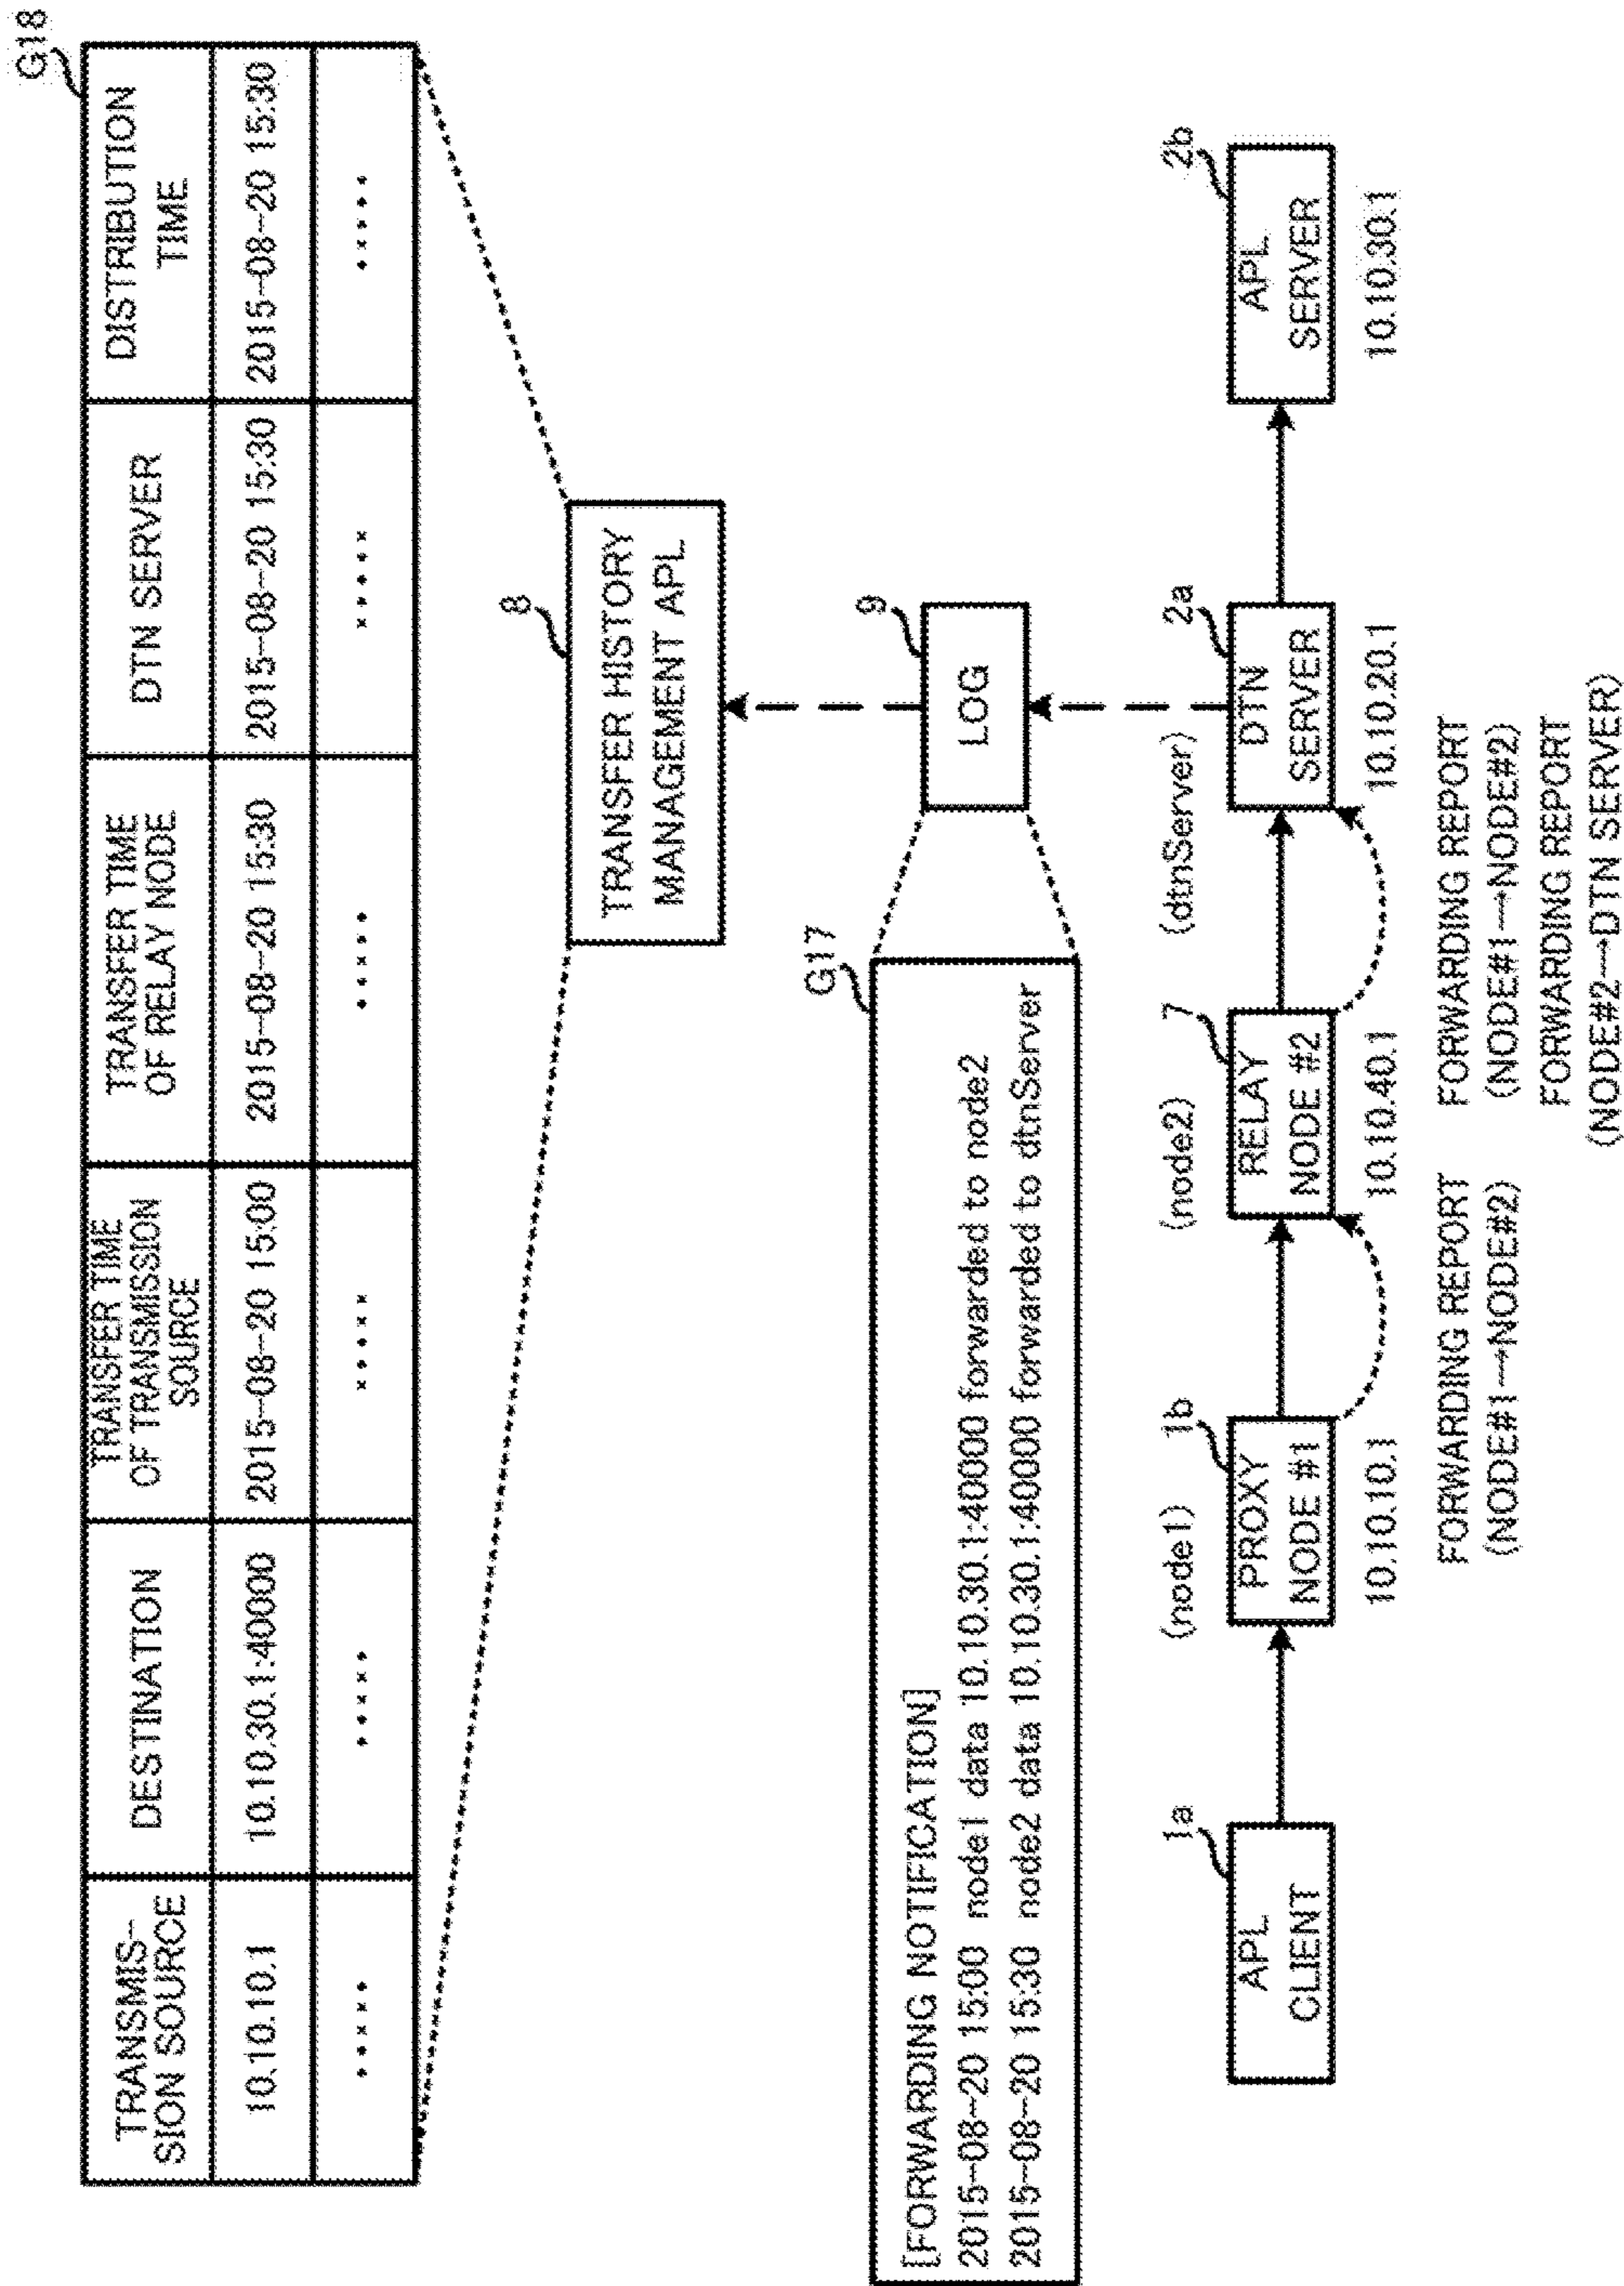 G18
TRANSMIS-
SION SOURCE
DESTINATION
TRANSFER TIME
OF TRANSMISSION
SOURCE
TRANSFER TIME
OF RELAY NODE
DTN SERVER
DISTRIBUTION
TIME
10.10.10.1
10.10.30.1:40000
2015-08-20 15:00
2015-08-20 15:30
2015-08-20 15:30
2015-08-20 15:30
8
TRANSFER HISTORY
MANAGEMENT APL
G17
[FORWARDING NOTIFICATION]
2015-08-20 15:00 node1 data 10.10.30.1:40000 forwarded to node2
2015-08-20 15:30 node2 data 10.10.30.1:40000 forwarded to dtnServer
9
LOG
1a
APL
CLIENT
(node1)
1b
PROXY
NODE #1
10.10.10.1
(node2)
7
RELAY
NODE #2
10.10.40.1
(dtnServer)
2a
DTN
SERVER
10.10.20.1
2b
APL
SERVER
10.10.30.1
FORWARDING REPORT
(NODE#1→NODE#2)
FORWARDING REPORT
(NODE#1→NODE#2)
FORWARDING REPORT
(NODE#2→DTN SERVER)